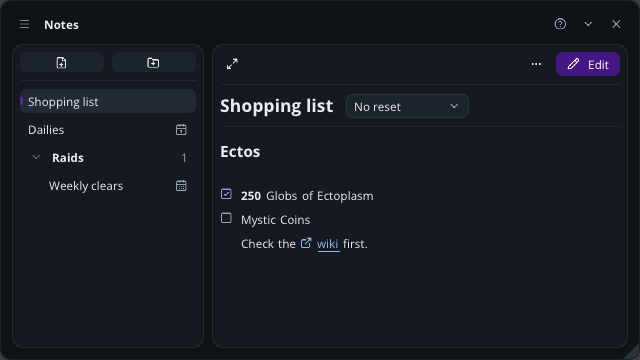 Notes
Edit
Shopping list
Dailies
Raids 1
Weekly clears
Shopping list No reset
Ectos
250 Globs of Ectoplasm
Mystic Coins
Check the wiki first.